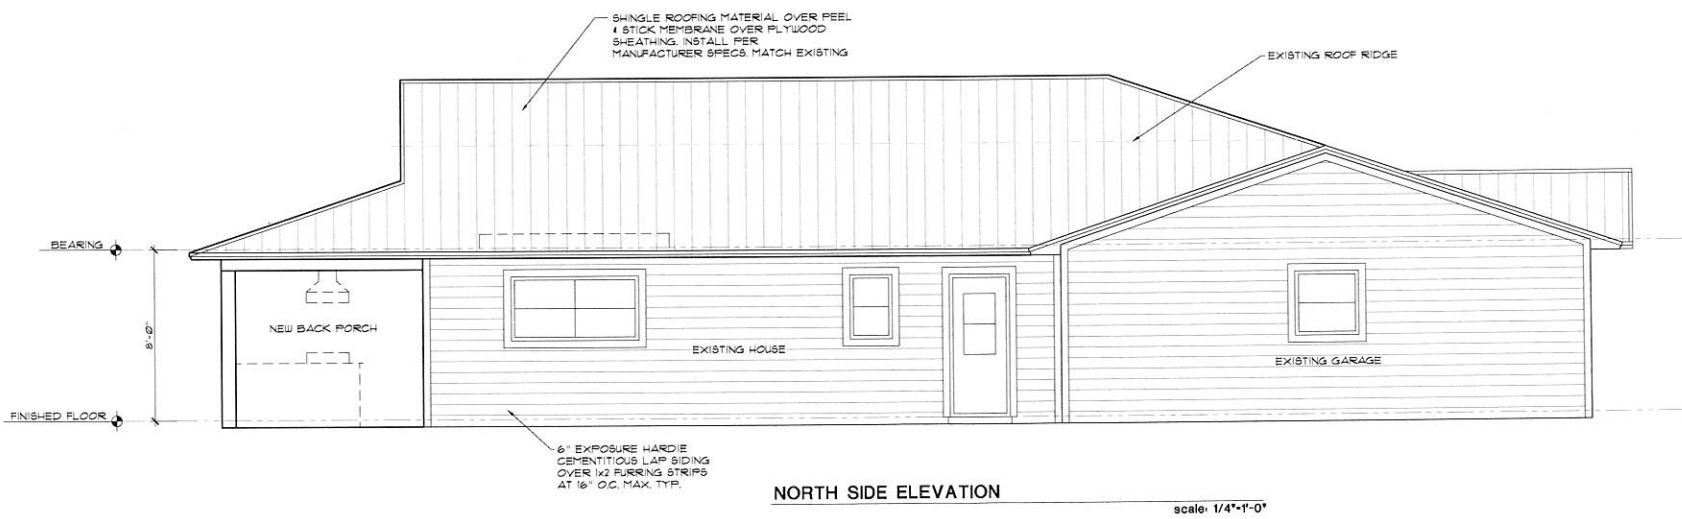 SHINGLE ROOFING MATERIAL OVER PEEL
& STICK MEMBRANE OVER PLYWOOD
SHEATHING. INSTALL PER
MANUFACTURER SPECS. MATCH EXISTING
EXISTING ROOF RIDGE
BEARING
8'-0"
NEW BACK PORCH
EXISTING HOUSE
EXISTING GARAGE
FINISHED FLOOR
6" EXPOSURE HARDIE
CEMENTITIOUS LAP SIDING
OVER 1x2 FURRING STRIPS
AT 16" O.C. MAX. TYP.
NORTH SIDE ELEVATION
scale: 1/4"=1'-0"